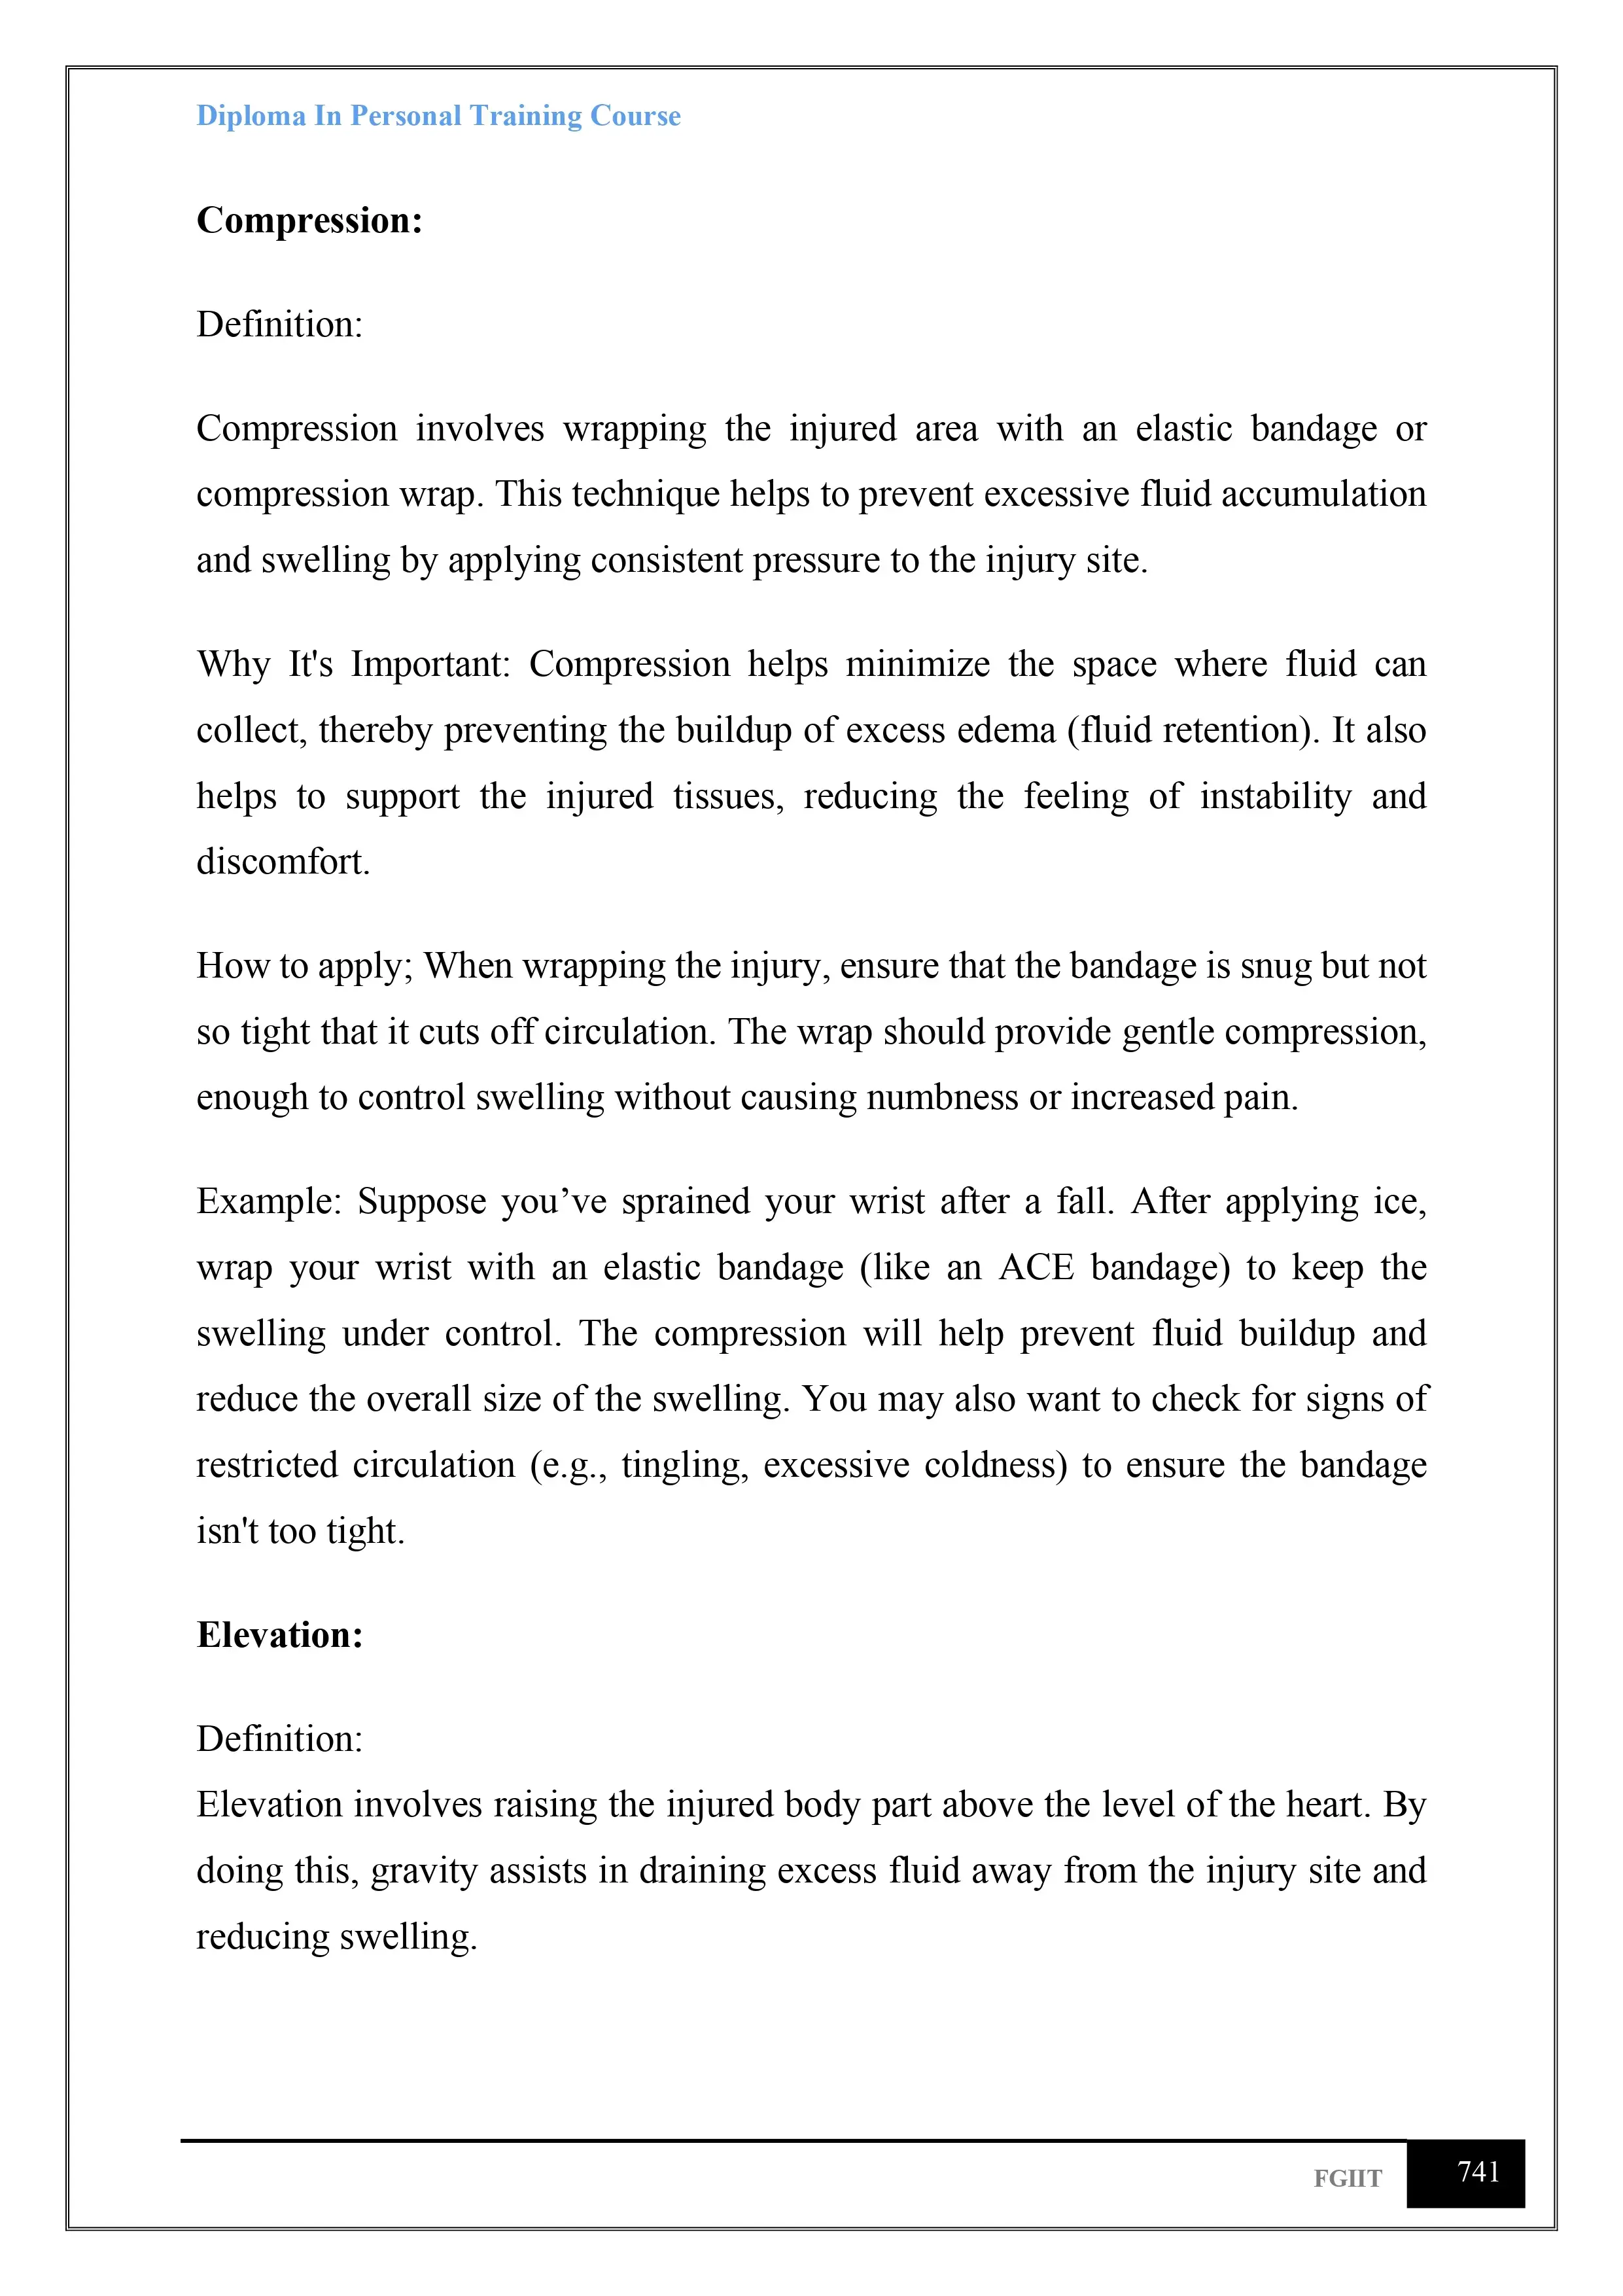 Diploma In Personal Training Course
Compression:
Definition:
Compression involves wrapping the injured area with an elastic bandage or
compression wrap. This technique helps to prevent excessive fluid accumulation
and swelling by applying consistent pressure to the injury site.
Why It's Important: Compression helps minimize the space where fluid can
collect, thereby preventing the buildup of excess edema (fluid retention). It also
helps to support the injured tissues, reducing the feeling of instability and
discomfort.
How to apply; When wrapping the injury, ensure that the bandage is snug but not
so tight that it cuts off circulation. The wrap should provide gentle compression,
enough to control swelling without causing numbness or increased pain.
Example: Suppose you’ve sprained your wrist after a fall. After applying ice,
wrap your wrist with an elastic bandage (like an ACE bandage) to keep the
swelling under control. The compression will help prevent fluid buildup and
reduce the overall size of the swelling. You may also want to check for signs of
restricted circulation (e.g., tingling, excessive coldness) to ensure the bandage
isn't too tight.
Elevation:
Definition:
Elevation involves raising the injured body part above the level of the heart. By
doing this, gravity assists in draining excess fluid away from the injury site and
reducing swelling.
FGIIT 741